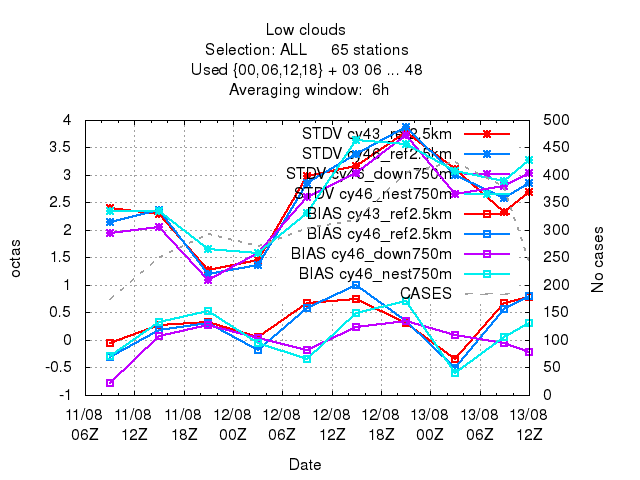 Low clouds
Selection: ALL 65 stations
Used {00,06,12,18} + 03 06 ... 48
Averaging window: 6h
4
3.5
3
2.5
2
1.5
1
0.5
0
-0.5
-1
octas
500
450
400
350
300
250
200
150
100
50
0
No cases
STDV cy43_ref2.5km
STDV cy46_ref2.5km
STDV cy46_down750m
STDV cy46_nest750m
BIAS cy43_ref2.5km
BIAS cy46_ref2.5km
BIAS cy46_down750m
BIAS cy46_nest750m
CASES
11/08 11/08 11/08 12/08 12/08 12/08 12/08 13/08 13/08 13/08
06Z 12Z 18Z 00Z 06Z 12Z 18Z 00Z 06Z 12Z
Date